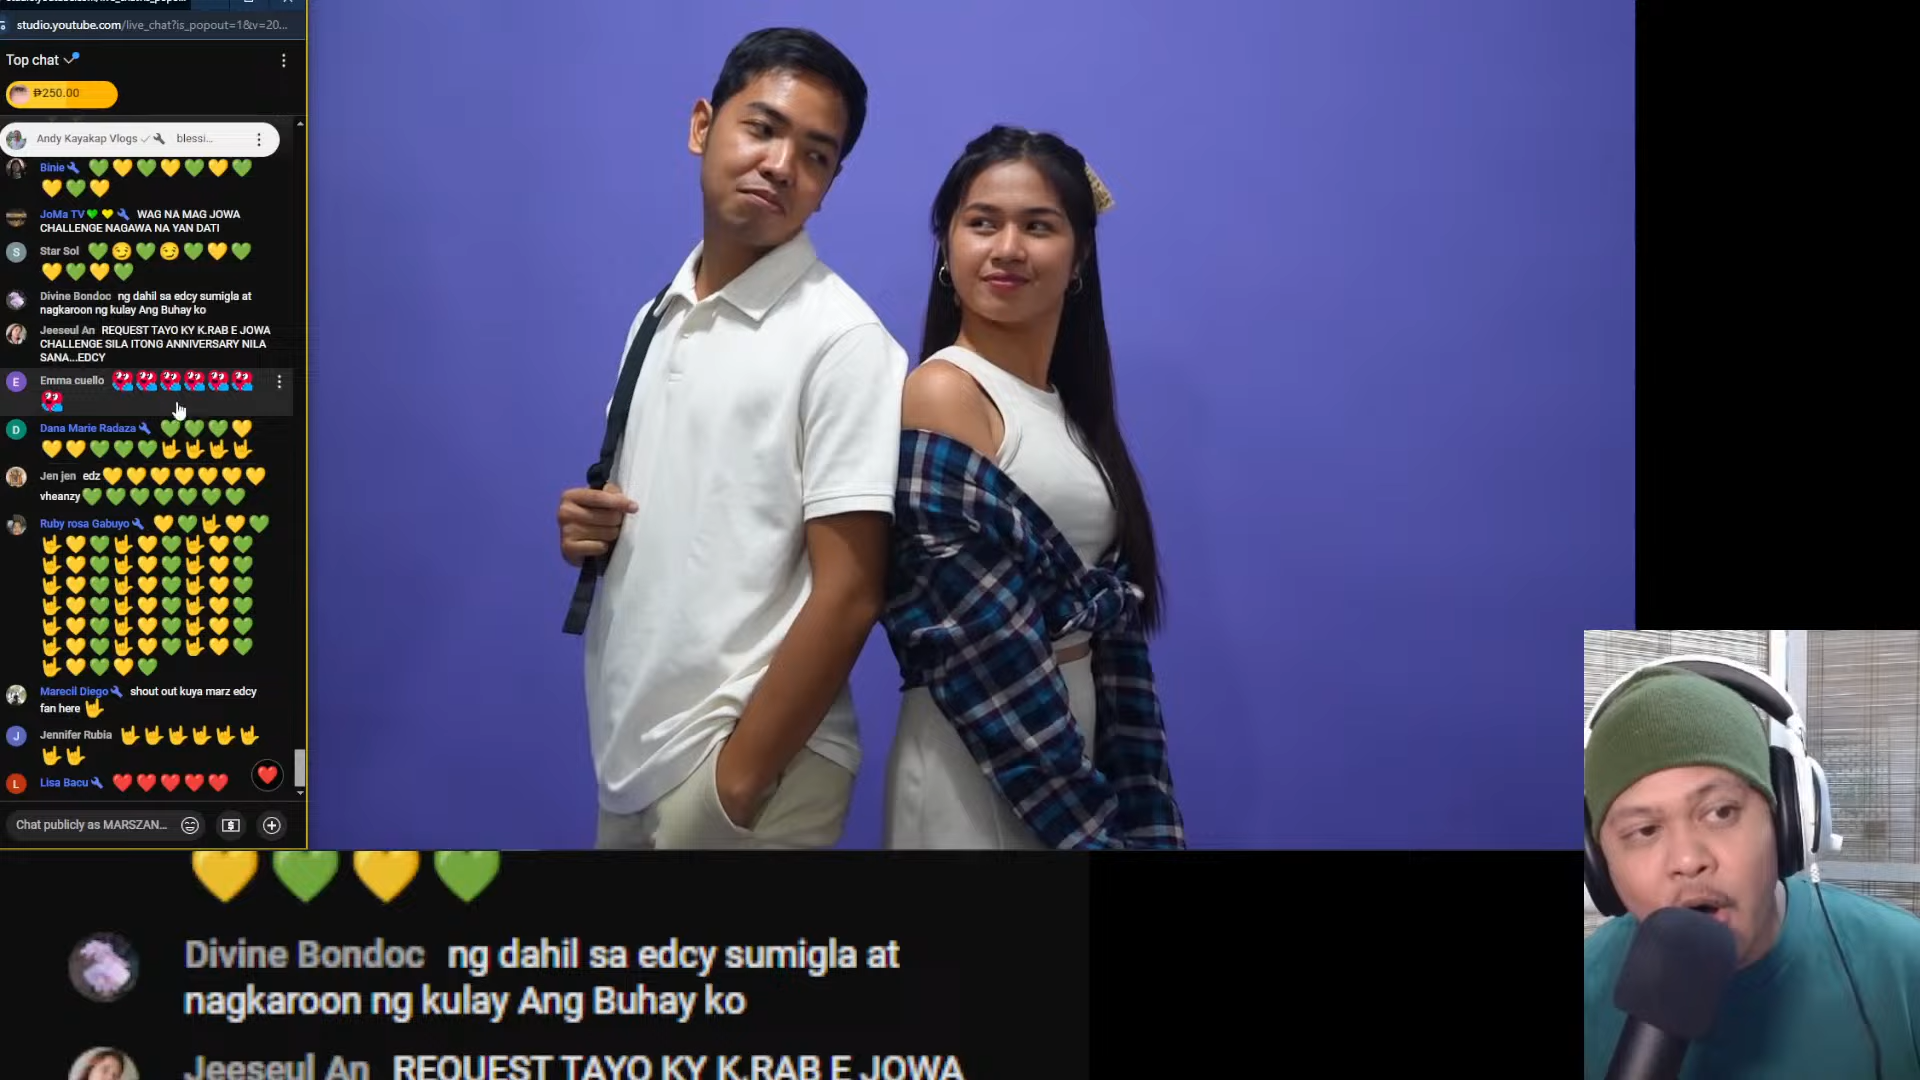 studio.youtube.com/live_chat?is_popout=1&v=20...
Top chat
₱250.00
Andy Kayakap Vlogs blessi...
Binie
JoMa TV WAG NA MAG JOWA
CHALLENGE NAGAWA NA YAN DATI
S Star Sol
Divine Bondoc ng dahil sa edcy sumigla at
nagkaroon ng kulay Ang Buhay ko
Jeeseul An REQUEST TAYO KY K.RAB E JOWA
CHALLENGE SILA ITONG ANNIVERSARY NILA
SANA...EDCY
E Emma cuello
D Dana Marie Radaza
Jen jen edz
vheanzy
Ruby rosa Gabuyo
Marecil Diego shout out kuya marz edcy
fan here
J Jennifer Rubia
L Lisa Bacu
Chat publicly as MARSZAN...
Divine Bondoc ng dahil sa edcy sumigla at
nagkaroon ng kulay Ang Buhay ko
Jeeseul An REQUEST TAYO KY K.RAB E JOWA